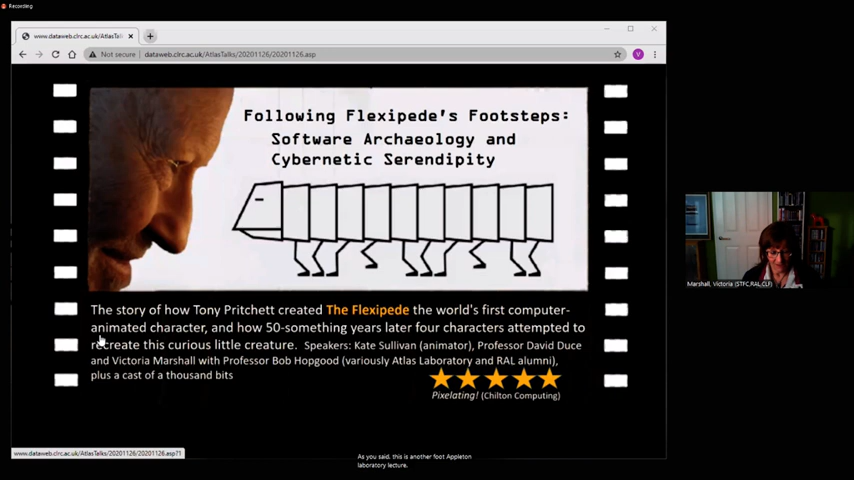 Recording
www.dataweb.clrc.ac.uk/AtlasTalk
Not secure
dataweb.clrc.ac.uk/AtlasTalks/20201126/20201126.asp
V
Following Flexipede's Footsteps:
Software Archaeology and
Cybernetic Serendipity
The story of how Tony Pritchett created The Flexipede the world's first computer-
animated character, and how 50-something years later four characters attempted to
recreate this curious little creature. Speakers: Kate Sullivan (animator), Professor David Duce
and Victoria Marshall with Professor Bob Hopgood (variously Atlas Laboratory and RAL alumni),
plus a cast of a thousand bits
Pixelating! (Chilton Computing)
Marshall, Victoria (STFC,RAL,CLF)
www.dataweb.clrc.ac.uk/AtlasTalks/20201126/20201126.asp?1
As you said, this is another foot Appleton
laboratory lecture.